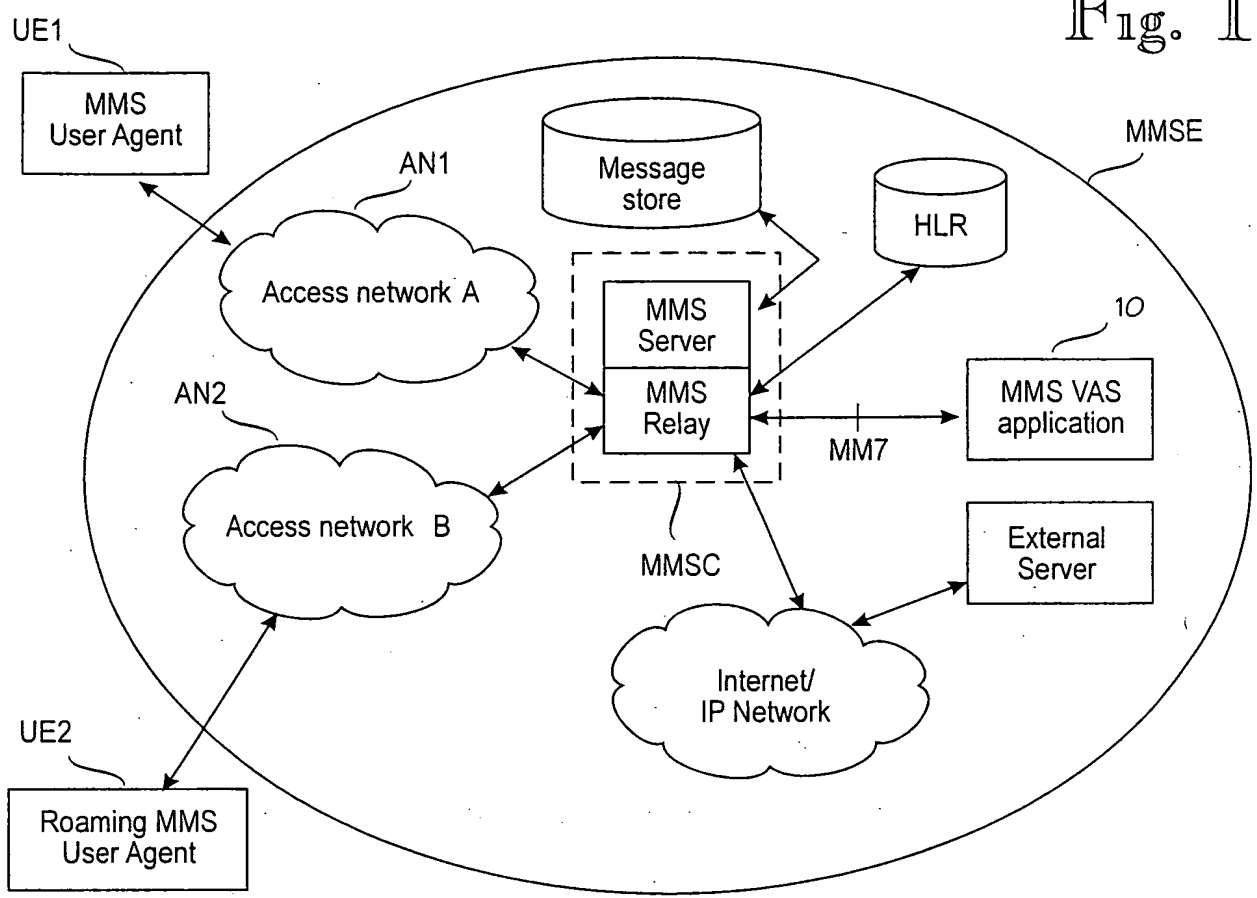 Fig. 1
UE1
MMS
User Agent
AN1
Access network A
Message
store
HLR
MMSE
MMS
Server
MMS
Relay
MM7
10
MMS VAS
application
AN2
Access network B
MMSC
External
Server
Internet/
IP Network
UE2
Roaming MMS
User Agent